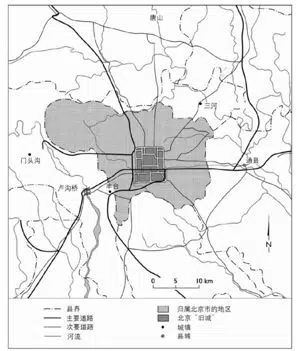 唐山
三河
门头沟
通县
卢沟桥
丰台
N
0 5 10 km
县界
主要道路
次要道路
河流
归属北京市的地区
北京“旧城”
城镇
县城